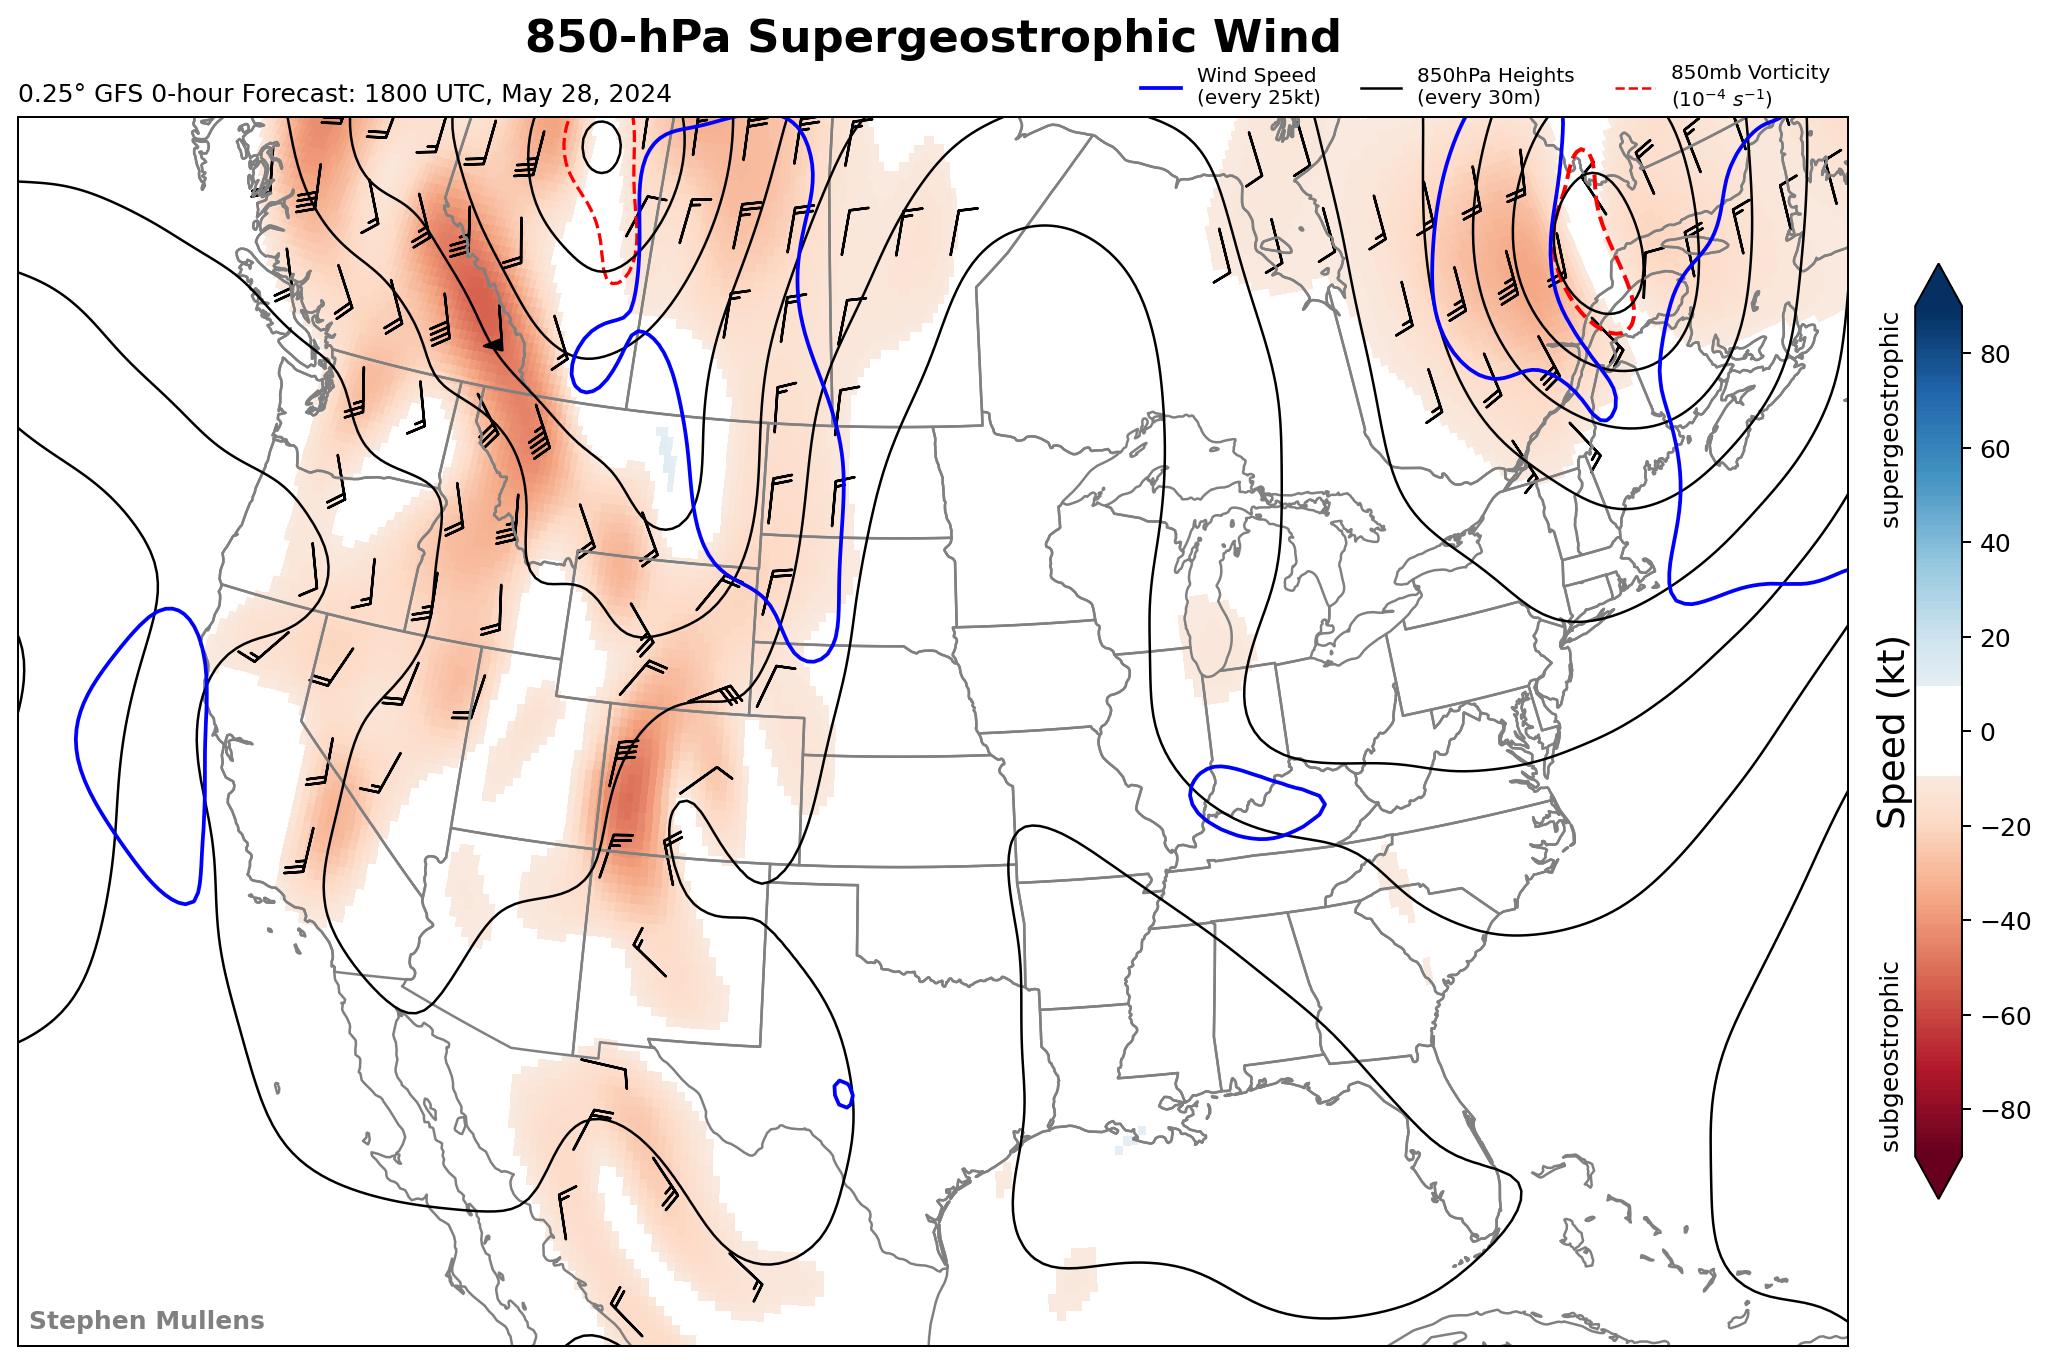 850-hPa Supergeostrophic Wind
0.25° GFS 0-hour Forecast: 1800 UTC, May 28, 2024
Wind Speed
(every 25kt)
850hPa Heights
(every 30m)
850mb Vorticity
(10⁻⁴ s⁻¹)
supergeostrophic
Speed (kt)
subgeostrophic
80
60
40
20
0
−20
−40
−60
−80
Stephen Mullens